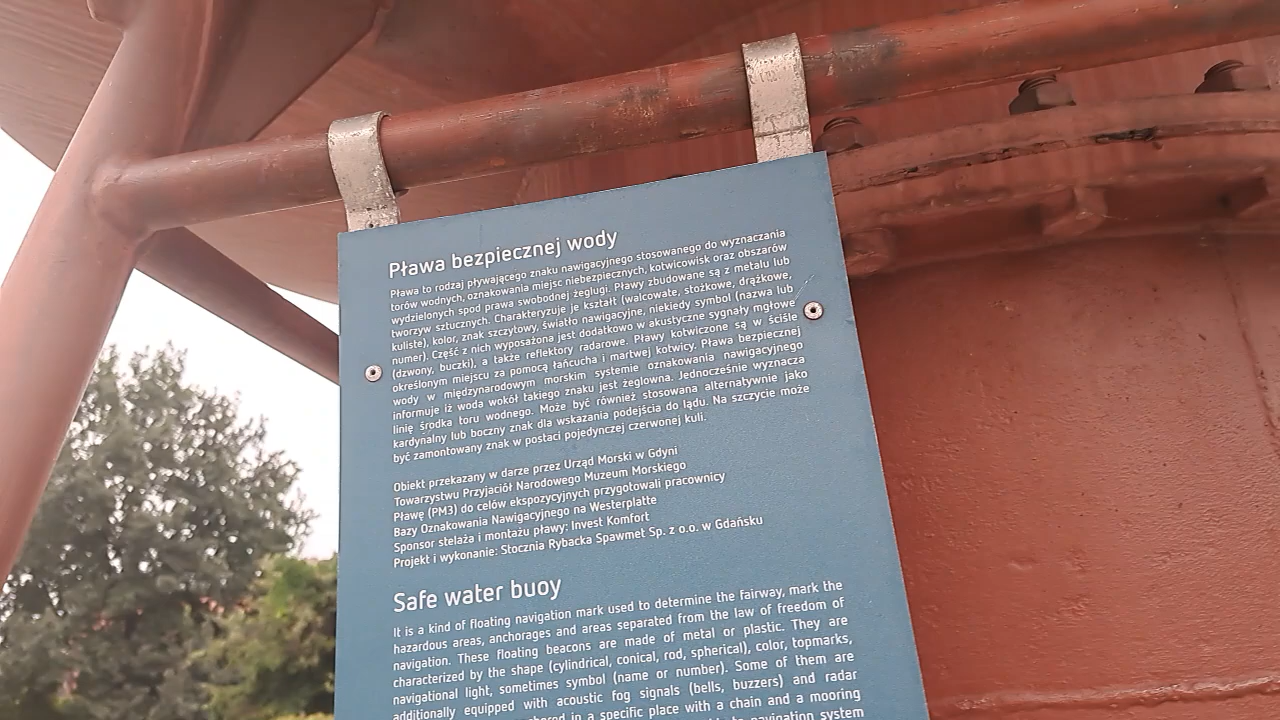 Pława bezpiecznej wody
Pława to rodzaj pływającego znaku nawigacyjnego stosowanego do wyznaczania
torów wodnych, oznakowania miejsc niebezpiecznych, kotwicowisk oraz obszarów
wydzielonych spod prawa swobodnej żeglugi. Pławy zbudowane są z metalu lub
tworzyw sztucznych. Charakteryzuje je kształt (walcowate, stożkowe, drążkowe,
kuliste), kolor, znak szczytowy, światło nawigacyjne, niekiedy symbol (nazwa lub
numer). Część z nich wyposażona jest dodatkowo w akustyczne sygnały mgłowe
(dzwony, buczki), a także reflektory radarowe. Pławy kotwiczone są w ściśle
określonym miejscu za pomocą łańcucha i martwej kotwicy. Pława bezpiecznej
wody w międzynarodowym morskim systemie oznakowania nawigacyjnego
informuje iż woda wokół takiego znaku jest żeglowna. Jednocześnie wyznacza
linię środka toru wodnego. Może być również stosowana alternatywnie jako
kardynalny lub boczny znak dla wskazania podejścia do lądu. Na szczycie może
być zamontowany znak w postaci pojedynczej czerwonej kuli.
Obiekt przekazany w darze przez Urząd Morski w Gdyni
Towarzystwu Przyjaciół Narodowego Muzeum Morskiego
Pławę (PM3) do celów ekspozycyjnych przygotowali pracownicy
Bazy Oznakowania Nawigacyjnego na Westerplatte
Sponsor stelaża i montażu pławy: Invest Komfort
Projekt i wykonanie: Stocznia Rybacka Spawmet Sp. z o.o. w Gdańsku
Safe water buoy
It is a kind of floating navigation mark used to determine the fairway, mark the
hazardous areas, anchorages and areas separated from the law of freedom of
navigation. These floating beacons are made of metal or plastic. They are
characterized by the shape (cylindrical, conical, rod, spherical), color, topmarks,
navigational light, sometimes symbol (name or number). Some of them are
additionally equipped with acoustic fog signals (bells, buzzers) and radar
in a specific place with a chain and a mooring
navigation system